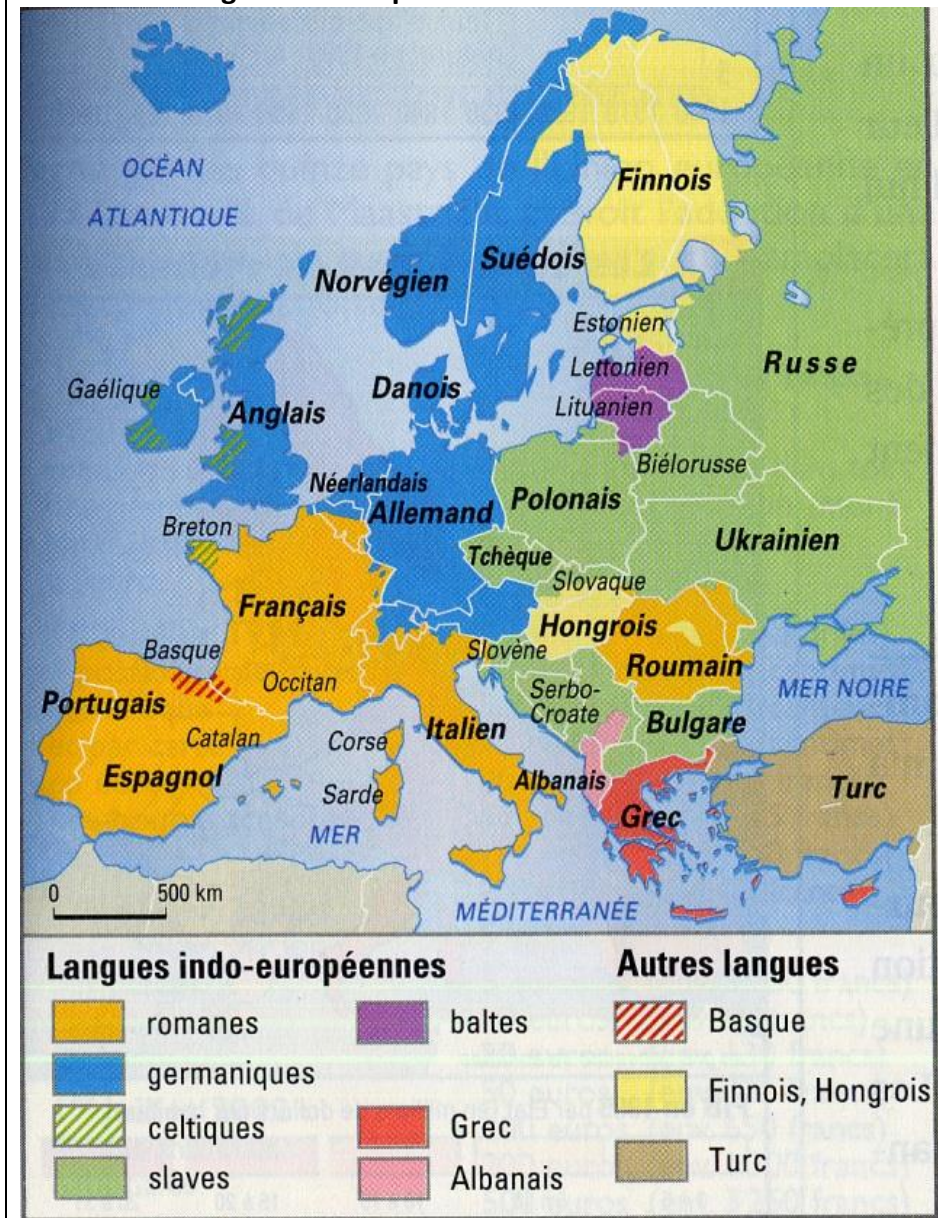 OCÈAN
ATLANTIQUE
Finnois
Norvégien
Suédois
Estonien
Russe
Lettonien
Gaélique
Danois
Lituanien
Anglais
Biélorusse
Néerlandais
Allemand
Polonais
Breton
Ukrainien
Tchèque
Slovaque
Français
Hongrois
Basque
Slovène
Roumain
Occitan
Portugais
Serbo-
Croate
MER NOIRE
Italien
Bulgare
Catalan
Corse
Espagnol
Albanais
Turc
Sarde
Grec
MER
0 500 km
MÉDITERRANÉE
Langues indo-européennes
romanes
germaniques
celtiques
slaves
baltes
Grec
Albanais
Autres langues
Basque
Finnois, Hongrois
Turc